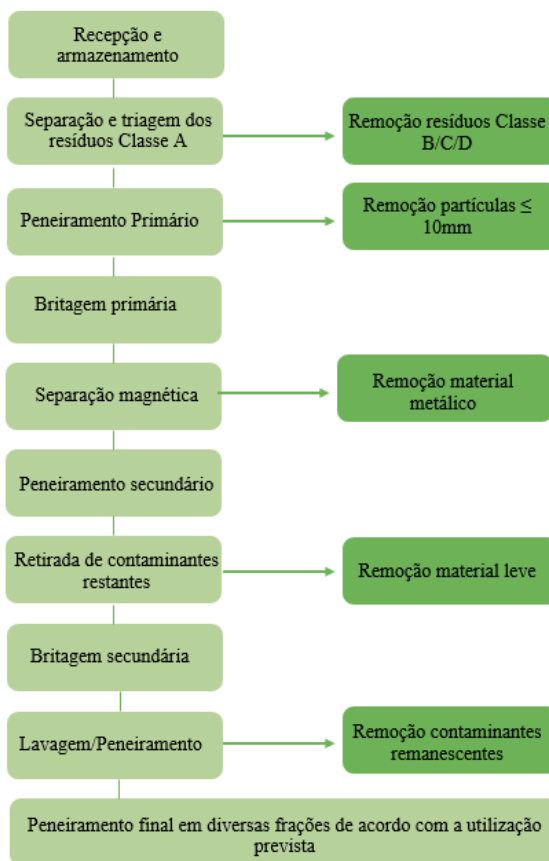 Recepção e
armazenamento
Separação e triagem dos
resíduos Classe A
Remoção resíduos Classe
B/C/D
Peneiramento Primário
Remoção partículas ≤
10mm
Britagem primária
Separação magnética
Remoção material
metálico
Peneiramento secundário
Retirada de contaminantes
restantes
Remoção material leve
Britagem secundária
Lavagem/Peneiramento
Remoção contaminantes
remanescentes
Peneiramento final em diversas frações de acordo com a utilização
prevista